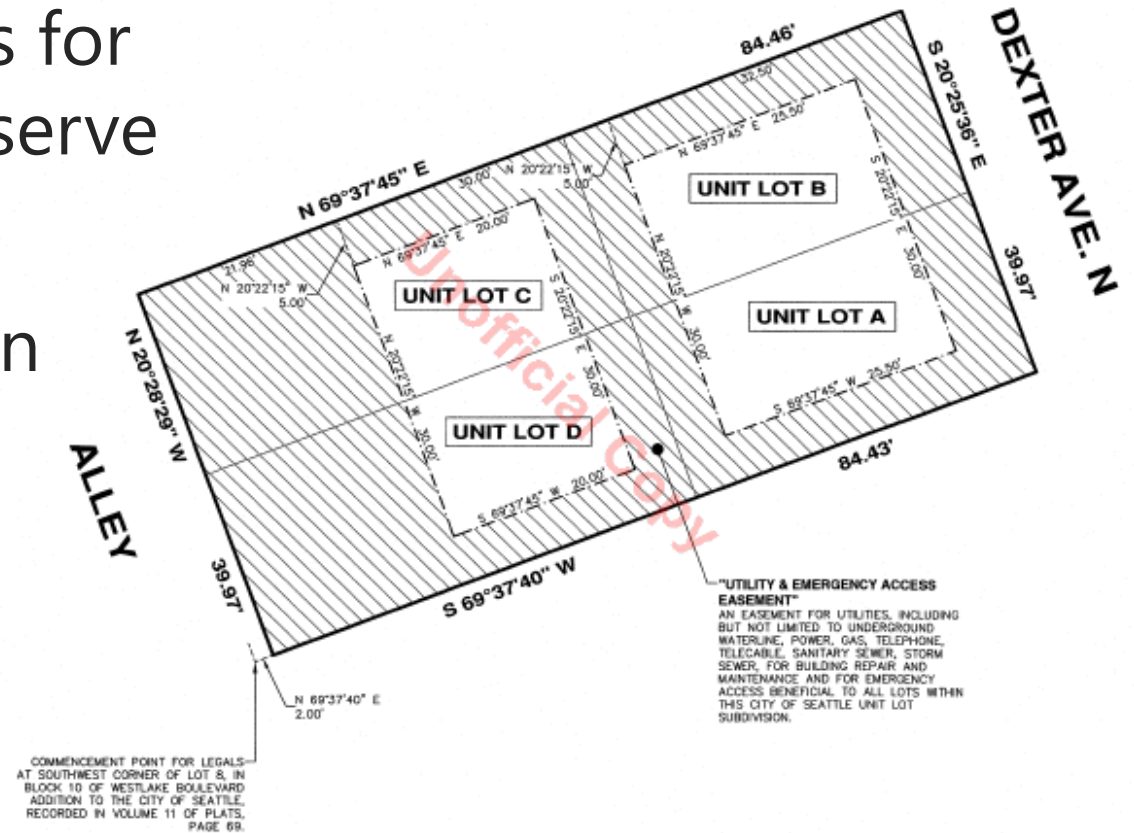 s for
serve
n
84.46'
32.50'
DEXTER AVE. N
S 20°25'36" E
N 69°37'45" E
30.00'
N 20°22'15" W
5.00'
N 69°37'45" E 25.50'
UNIT LOT B
S 20°22'15" E 30.00'
39.97'
21.96'
N 20°22'15" W
5.00'
N 69°37'45" E 20.00'
UNIT LOT C
S 20°22'15" E 30.00'
N 20°22'15" W 30.00'
UNIT LOT A
S 69°37'45" W 25.50'
N 20°28'29" W
N 20°22'15" W 30.00'
UNIT LOT D
S 69°37'45" W 20.00'
84.43'
ALLEY
39.97'
S 69°37'40" W
Unofficial Copy
"UTILITY & EMERGENCY ACCESS
EASEMENT"
AN EASEMENT FOR UTILITIES, INCLUDING
BUT NOT LIMITED TO UNDERGROUND
WATERLINE, POWER, GAS, TELEPHONE,
TELECABLE, SANITARY SEWER, STORM
SEWER, FOR BUILDING REPAIR AND
MAINTENANCE AND FOR EMERGENCY
ACCESS BENEFICIAL TO ALL LOTS WITHIN
THIS CITY OF SEATTLE UNIT LOT
SUBDIVISION.
N 69°37'40" E
2.00'
COMMENCEMENT POINT FOR LEGALS
AT SOUTHWEST CORNER OF LOT 8, IN
BLOCK 10 OF WESTLAKE BOULEVARD
ADDITION TO THE CITY OF SEATTLE,
RECORDED IN VOLUME 11 OF PLATS,
PAGE 69.